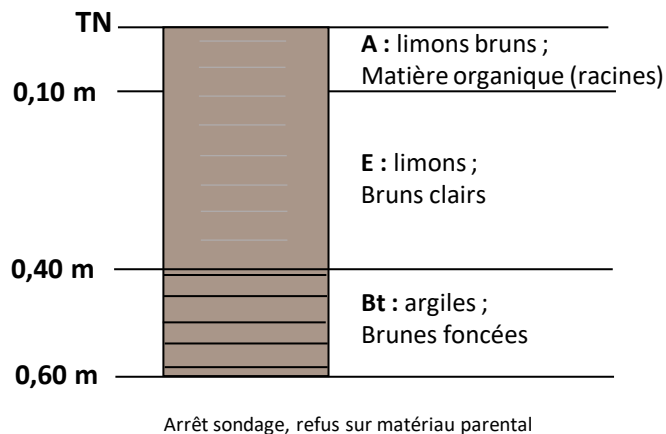 TN
A : limons bruns ;
Matière organique (racines)
0,10 m
E : limons ;
Bruns clairs
0,40 m
Bt : argiles ;
Brunes foncées
0,60 m
Arrêt sondage, refus sur matériau parental